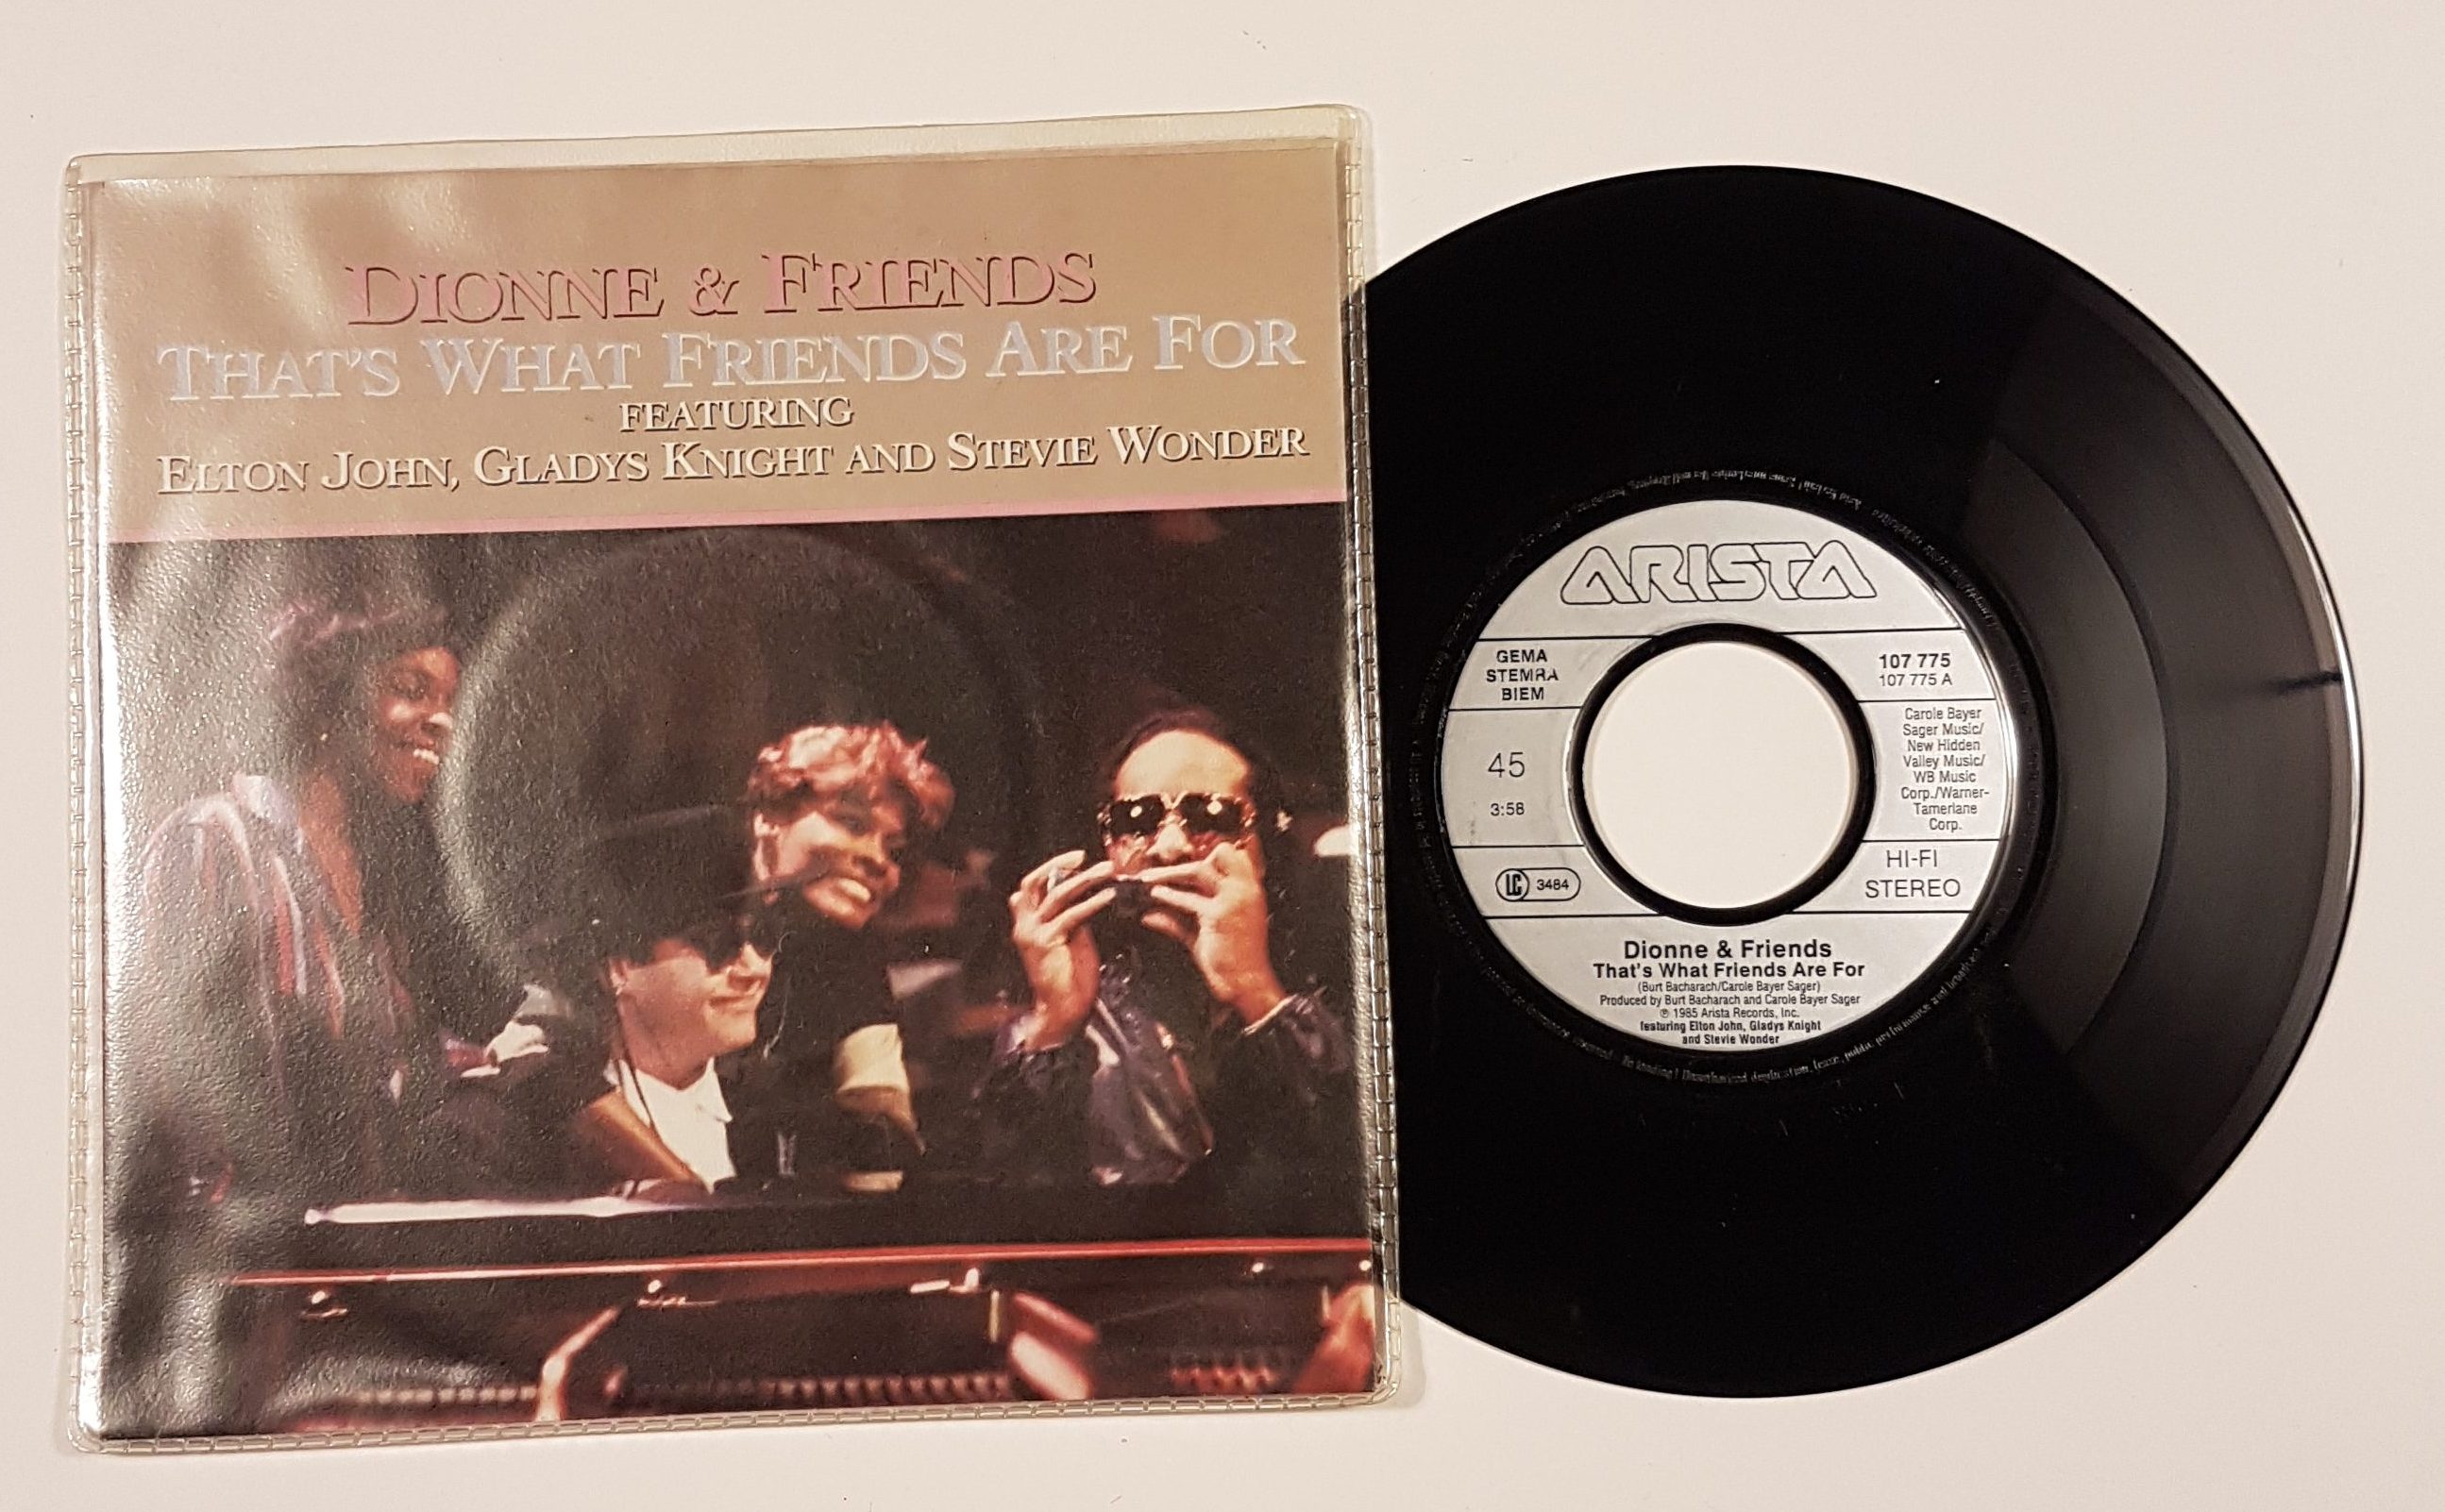 DIONNE & FRIENDS
THAT'S WHAT FRIENDS ARE FOR
FEATURING
ELTON JOHN, GLADYS KNIGHT AND STEVIE WONDER
ARISTA
GEMA
STEMRA
BIEM
107 775
107 775 A
45
3:58
Carole Bayer
Sager Music/
New Hidden
Valley Music/
WB Music
Corp./Warner-
Tamerlane
Corp.
LC 3484
HI-FI
STEREO
Dionne & Friends
That's What Friends Are For
(Burt Bacharach/Carole Bayer Sager)
Produced by Burt Bacharach and Carole Bayer Sager
℗ 1985 Arista Records, Inc.
featuring Elton John, Gladys Knight
and Stevie Wonder